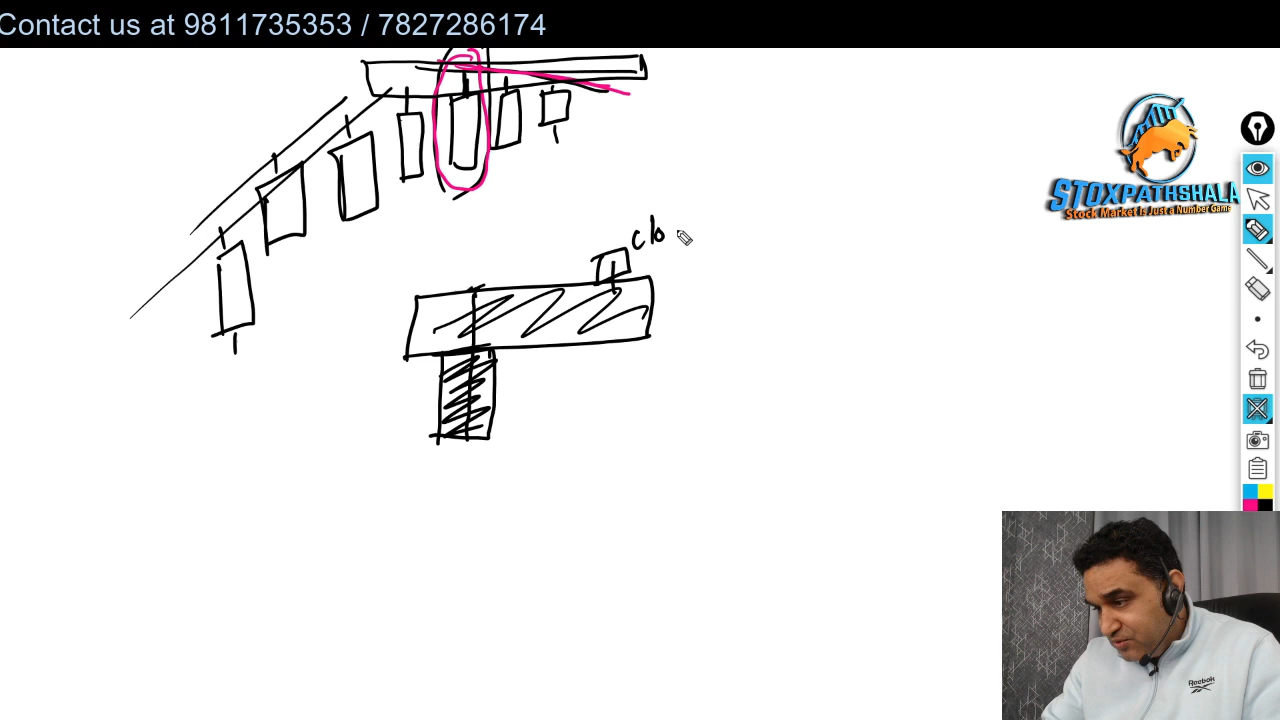 Contact us at 9811735353 / 7827286174
STOXPATHSHALA
Stock Market is Just a Number Game
clo
Reebok